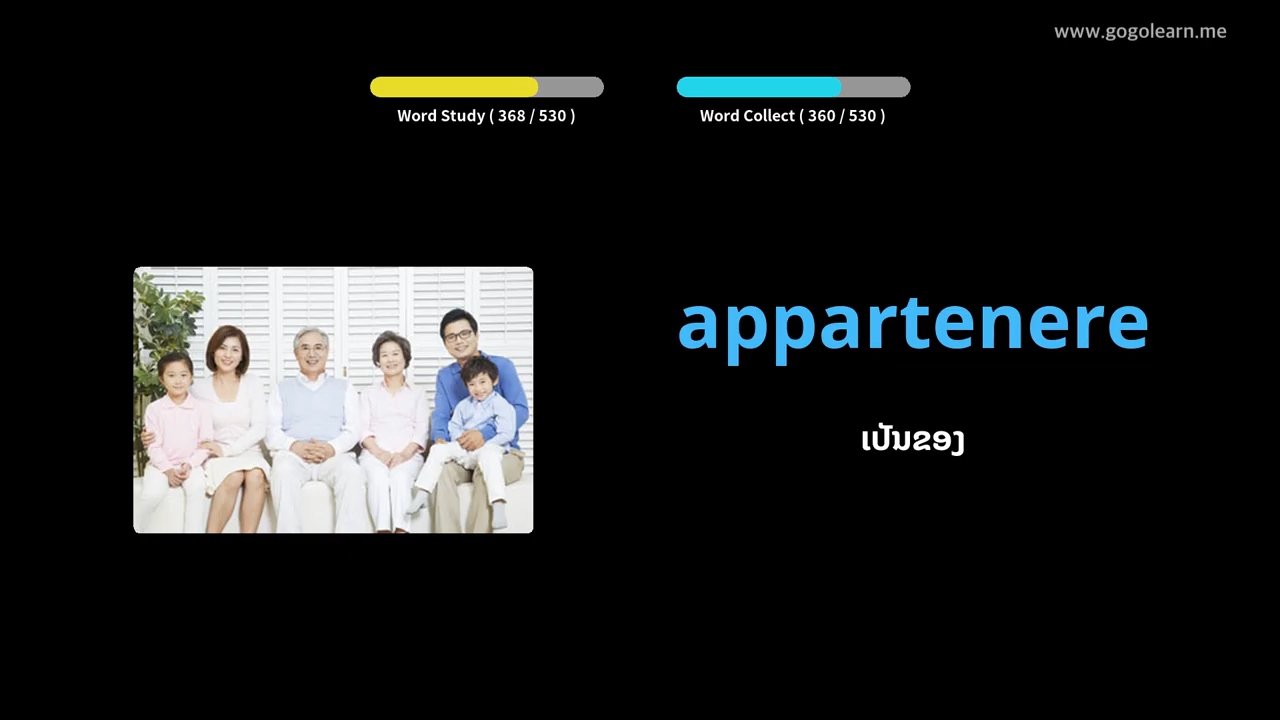 www.gogolearn.me
Word Study ( 368 / 530 )
Word Collect ( 360 / 530 )
appartenere
ເປັນຂອງ